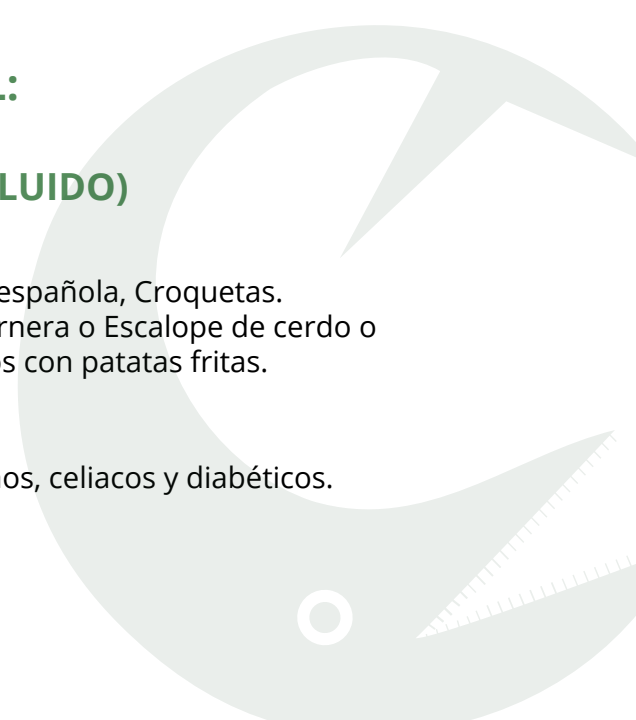 L:
LUIDO)
española, Croquetas.
rnera o Escalope de cerdo o
s con patatas fritas.
nos, celiacos y diabéticos.